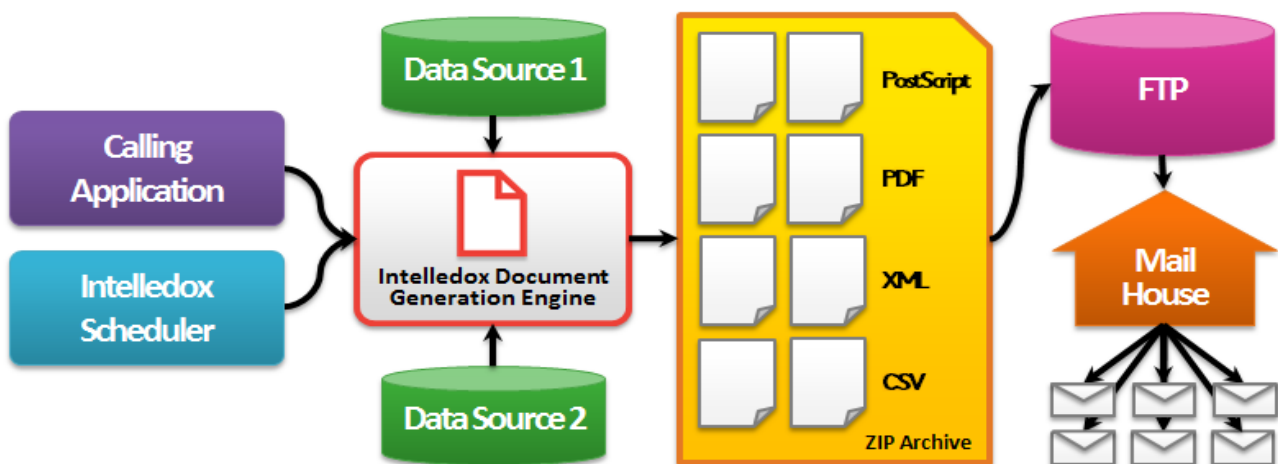 Calling
Application
Intelledox
Scheduler
Data Source 1
Intelledox Document
Generation Engine
Data Source 2
PostScript
PDF
XML
CSV
ZIP Archive
FTP
Mail
House